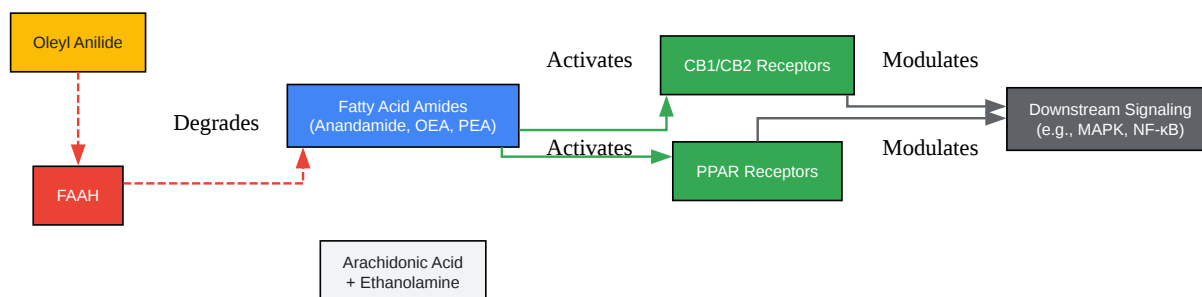 Oleyl Anilide
FAAH
Degrades
Fatty Acid Amides
(Anandamide, OEA, PEA)
Activates
Activates
CB1/CB2 Receptors
PPAR Receptors
Modulates
Modulates
Downstream Signaling
(e.g., MAPK, NF-κB)
Arachidonic Acid
+ Ethanolamine